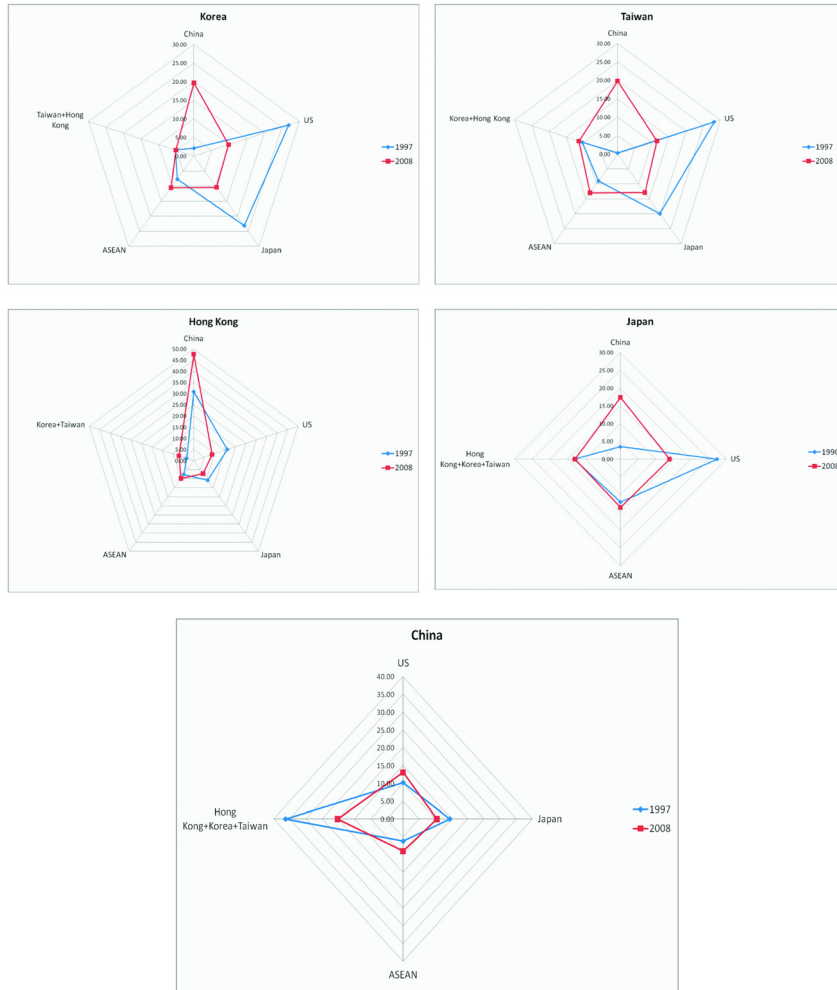 Korea
China
30.00
25.00
20.00
15.00
10.00
5.00
0.00
Taiwan+Hong
Kong
US
ASEAN
Japan
1997
2008
Taiwan
China
30.00
25.00
20.00
15.00
10.00
5.00
0.00
Korea+Hong Kong
US
ASEAN
Japan
1997
2008
Hong Kong
China
50.00
45.00
40.00
35.00
30.00
25.00
20.00
15.00
10.00
5.00
0.00
Korea+Taiwan
US
ASEAN
Japan
1997
2008
Japan
China
30.00
25.00
20.00
15.00
10.00
5.00
0.00
Hong
Kong+Korea+Taiwan
US
ASEAN
1990
2008
China
US
40.00
35.00
30.00
25.00
20.00
15.00
10.00
5.00
0.00
Hong
Kong+Korea+Taiwan
Japan
ASEAN
1997
2008